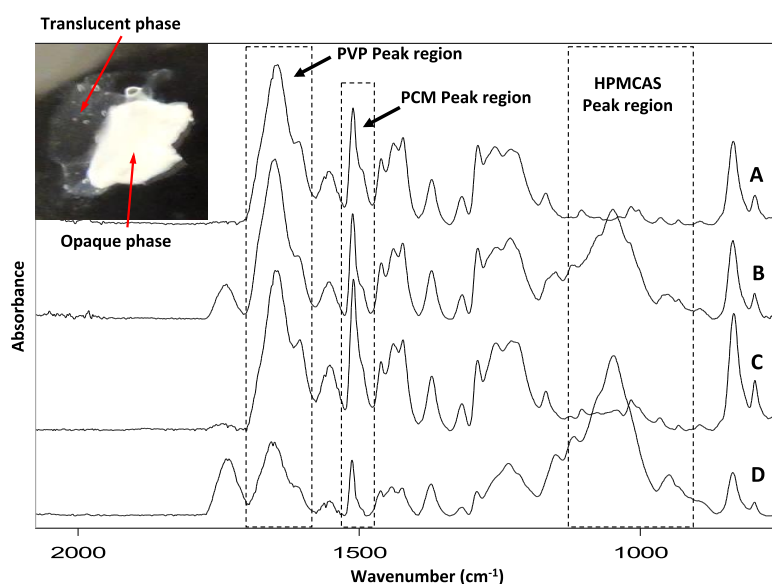 Translucent phase
PVP Peak region
PCM Peak region
HPMCAS
Peak region
Opaque phase
A
B
C
D
Absorbance
2000
1500
1000
Wavenumber (cm-1)